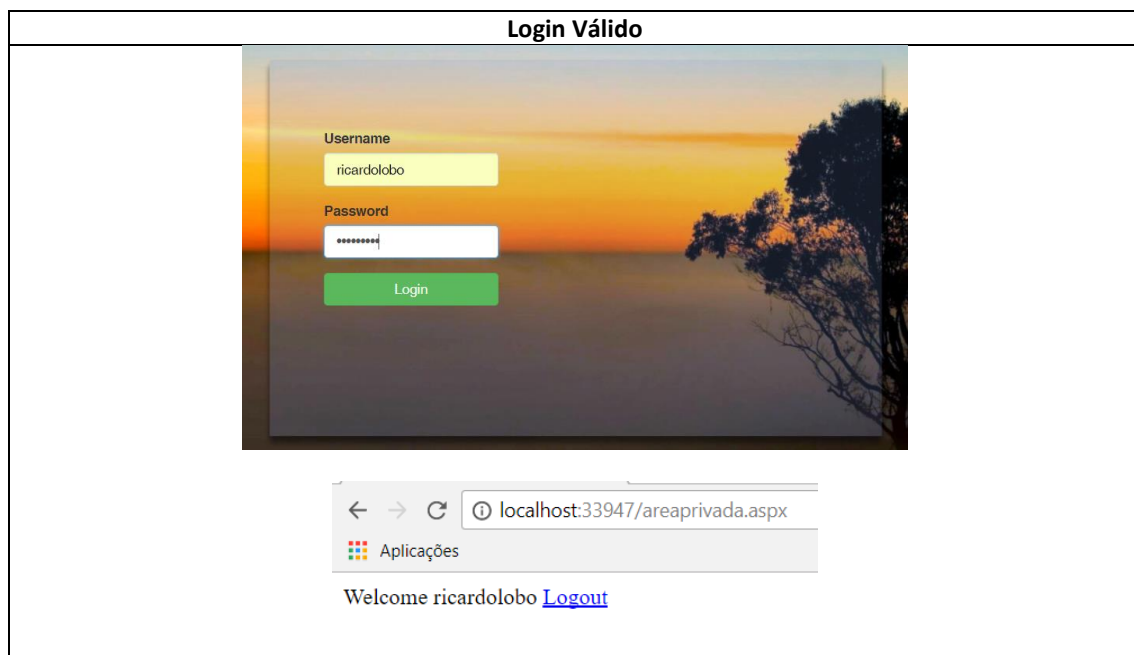 Login Válido
Username
ricardolobo
Password
•••••••••
Login
localhost:33947/areaprivada.aspx
Aplicações
Welcome ricardolobo Logout